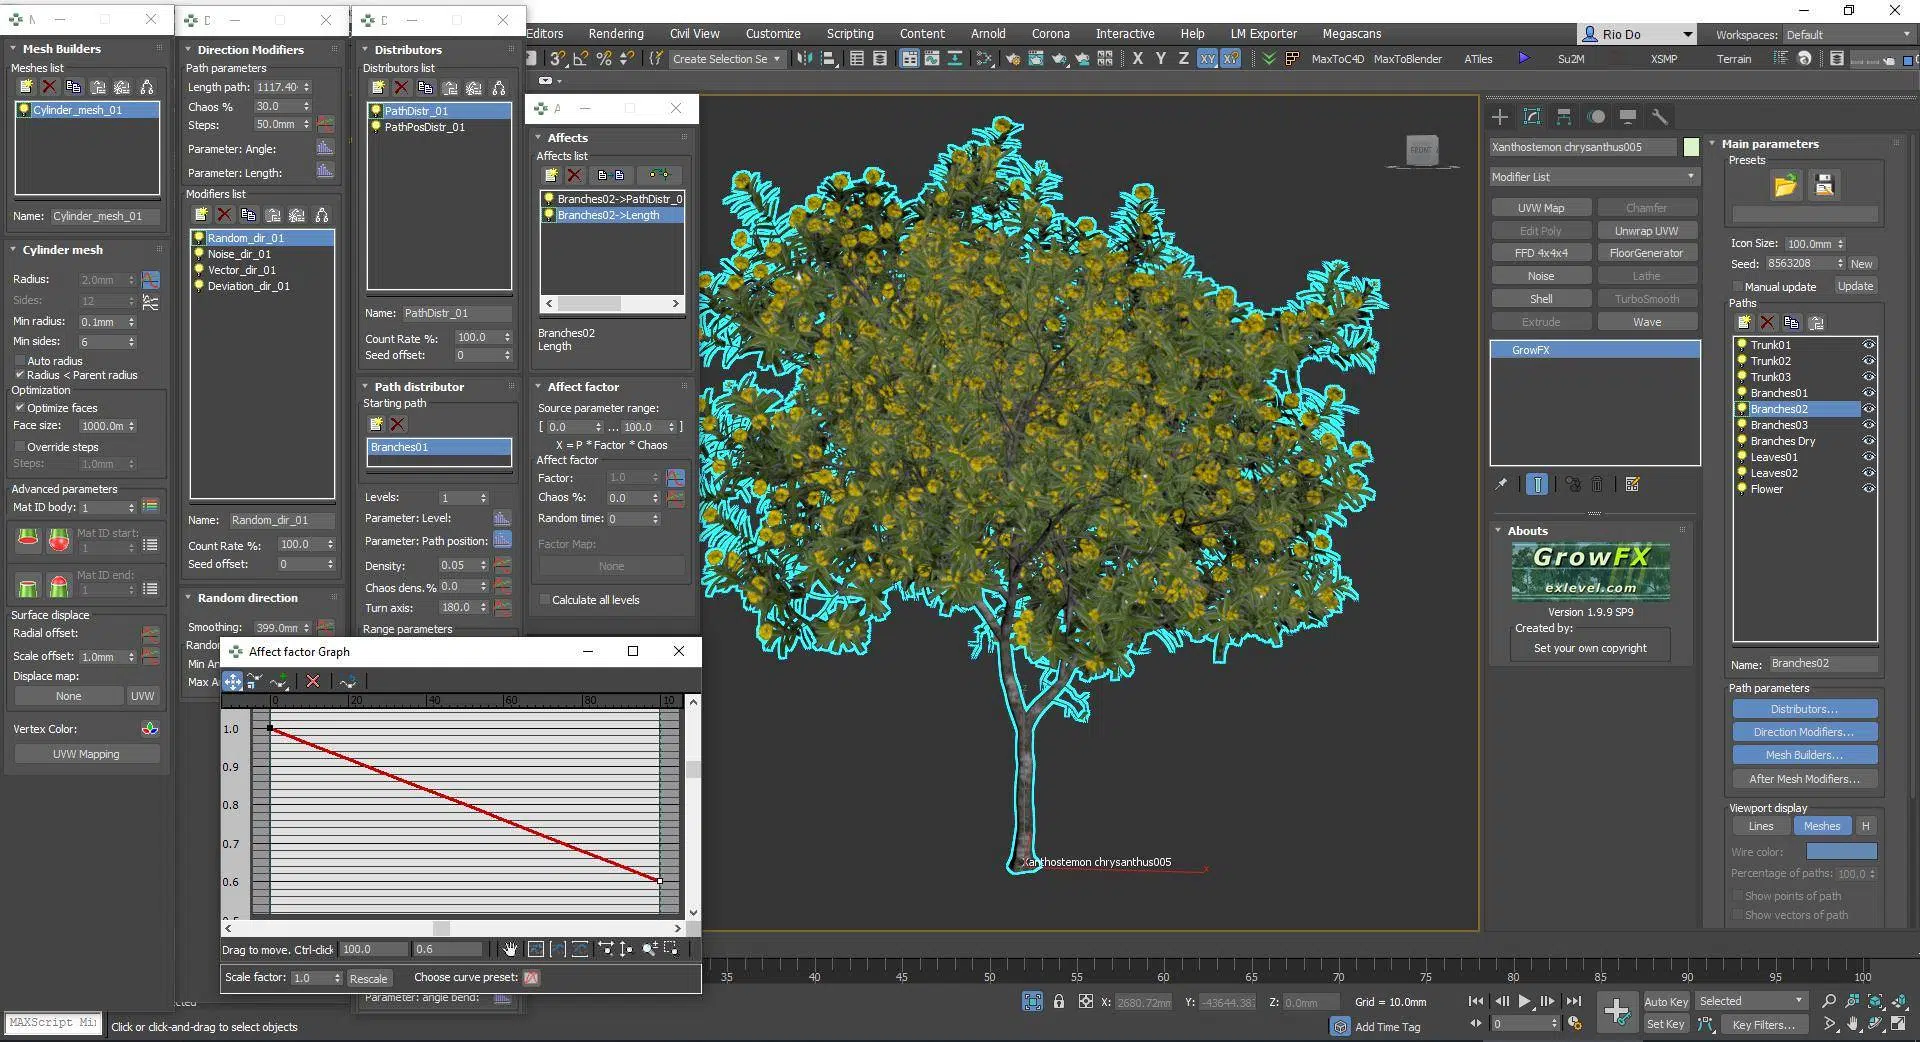 Editors Rendering Civil View Customize Scripting Content Arnold Corona Interactive Help LM Exporter Megascans
Rio Do
Workspaces: Default
Create Selection Se
X Y Z XY
MaxToC4D MaxToBlender ATiles Su2M XSMP Terrain
Mesh Builders
Meshes list
Cylinder_mesh_01
Name: Cylinder_mesh_01
Cylinder mesh
Radius: 2.0mm
Sides: 12
Min radius: 0.1mm
Min sides: 6
Auto radius
Radius < Parent radius
Optimization
Optimize faces
Face size: 1000.0m
Override steps
Steps: 1.0mm
Advanced parameters
Mat ID body: 1
Mat ID start:
1
Mat ID end:
1
Surface displace
Radial offset:
Scale offset: 1.0mm
Displace map:
None UVW
Vertex Color:
UVW Mapping
Direction Modifiers
Path parameters
Length path: 1117.40
Chaos % 30.0
Steps: 50.0mm
Parameter: Angle:
Parameter: Length:
Modifiers list
Random_dir_01
Noise_dir_01
Vector_dir_01
Deviation_dir_01
Name: Random_dir_01
Count Rate %: 100.0
Seed offset: 0
Random direction
Smoothing: 399.0mm
Distributors
Distributors list
PathDistr_01
PathPosDistr_01
Name: PathDistr_01
Count Rate %: 100.0
Seed offset: 0
Path distributor
Starting path
Branches01
Levels: 1
Parameter: Level:
Parameter: Path position:
Density: 0.05
Chaos dens.% 0.0
Turn axis: 180.0
Range parameters
Parameter: angle bend:
Affects
Affects list
Branches02->PathDistr_0
Branches02->Length
Branches02
Length
Affect factor
Source parameter range:
[ 0.0 ... 100.0 ]
X = P * Factor * Chaos
Affect factor
Factor: 1.0
Chaos %: 0.0
Random time: 0
Factor Map:
None
Calculate all levels
Affect factor Graph
0 20 40 60 80 10
1.0
0.9
0.8
0.7
0.6
Drag to move. Ctrl-click 100.0 0.6
Scale factor: 1.0 Rescale Choose curve preset:
FRONT
Xanthostemon chrysanthus005
x
Xanthostemon chrysanthus005
Modifier List
UVW Map Chamfer
Edit Poly Unwrap UVW
FFD 4x4x4 FloorGenerator
Noise Lathe
Shell TurboSmooth
Extrude Wave
GrowFX
Abouts
GrowFX
exlevel.com
Version 1.9.9 SP9
Created by:
Set your own copyright
Main parameters
Presets
Icon Size: 100.0mm
Seed: 8563208 New
Manual update Update
Paths
Trunk01
Trunk02
Trunk03
Branches01
Branches02
Branches03
Branches Dry
Leaves01
Leaves02
Flower
Name: Branches02
Path parameters
Distributors...
Direction Modifiers...
Mesh Builders...
After Mesh Modifiers...
Viewport display
Lines Meshes H
Wire color:
Percentage of paths: 100.0
Show points of path
Show vectors of path
35 40 45 50 55 60 65 70 75 80 85 90 95 100
X: 2680.72mm Y: -43644.387 Z: 0.0mm Grid = 10.0mm
Add Time Tag
0
Auto Key Selected
Set Key Key Filters...
MAXScript Min
Click or click-and-drag to select objects